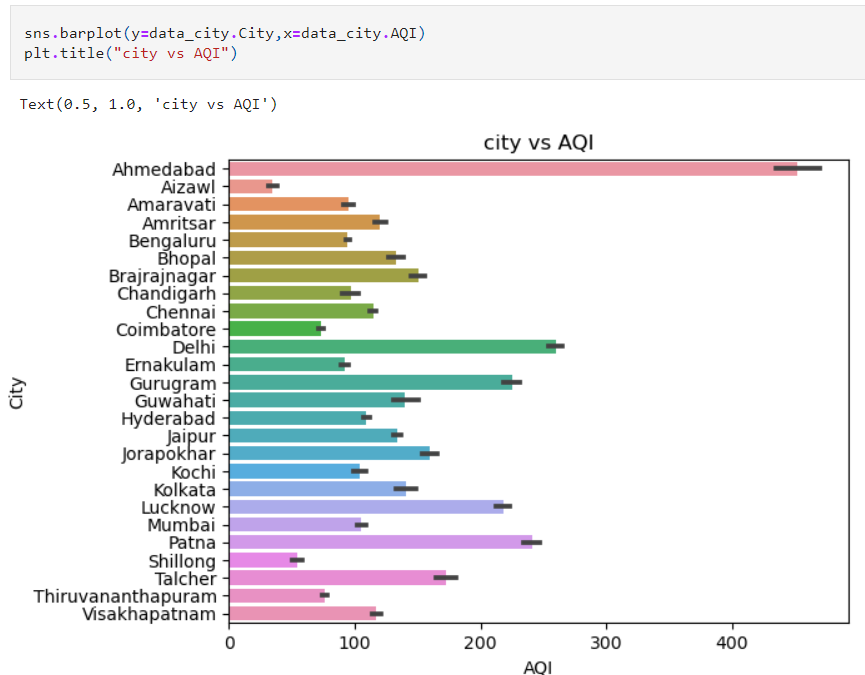 sns.barplot(y=data_city.City,x=data_city.AQI)
plt.title("city vs AQI")
Text(0.5, 1.0, 'city vs AQI')
city vs AQI
Ahmedabad
Aizawl
Amaravati
Amritsar
Bengaluru
Bhopal
Brajrajnagar
Chandigarh
Chennai
Coimbatore
Delhi
Ernakulam
Gurugram
Guwahati
Hyderabad
Jaipur
Jorapokhar
Kochi
Kolkata
Lucknow
Mumbai
Patna
Shillong
Talcher
Thiruvananthapuram
Visakhapatnam
City
0 100 200 300 400
AQI